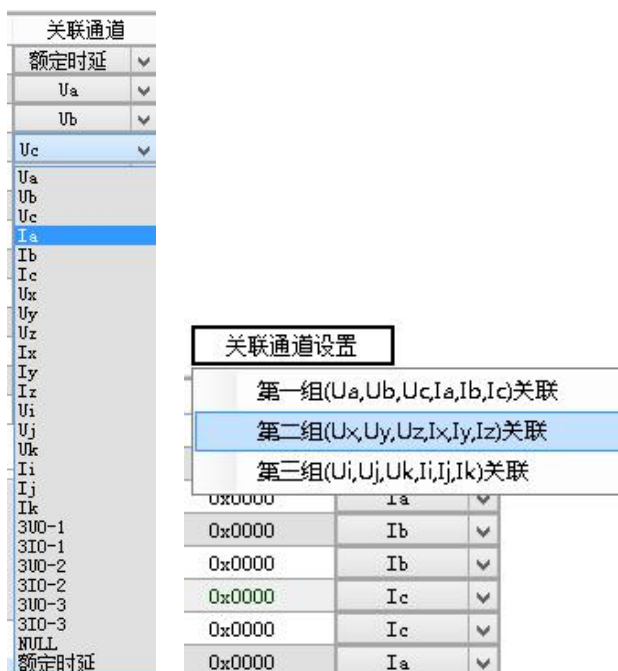 关联通道
额定时延
Ua
Ub
Uc
Ua
Ub
Uc
Ia
Ib
Ic
Ux
Uy
Uz
Ix
Iy
Iz
Ui
Uj
Uk
Ii
Ij
Ik
3U0-1
3I0-1
3U0-2
3I0-2
3U0-3
3I0-3
NULL
额定时延
关联通道设置
第一组(Ua,Ub,Uc,Ia,Ib,Ic)关联
第二组(Ux,Uy,Uz,Ix,Iy,Iz)关联
第三组(Ui,Uj,Uk,Ii,Ij,Ik)关联
0x0000 Ia
0x0000 Ib
0x0000 Ib
0x0000 Ic
0x0000 Ic
0x0000 Ia